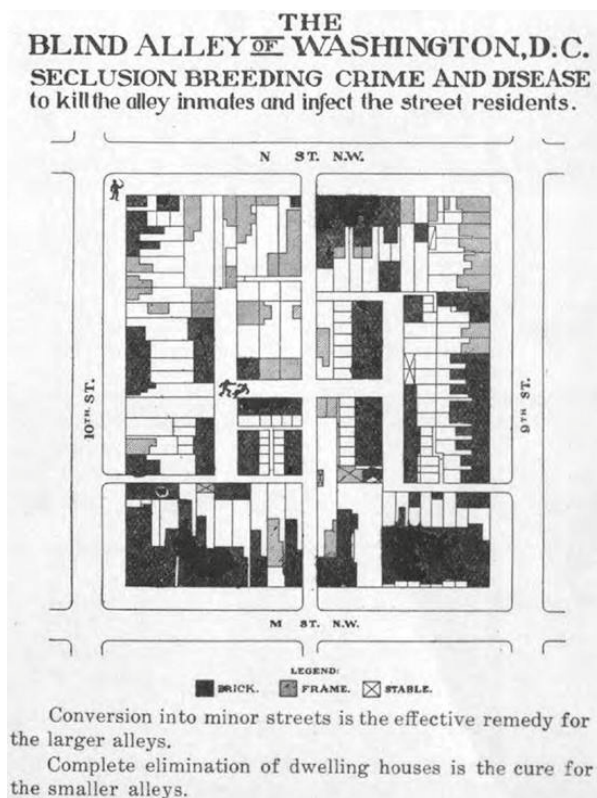 THE
BLIND ALLEY OF WASHINGTON, D.C.
SECLUSION BREEDING CRIME AND DISEASE
to kill the alley inmates and infect the street residents.
N ST. N.W.
10TH ST.
9TH ST.
M ST. N.W.
LEGEND:
BRICK. FRAME. STABLE.
Conversion into minor streets is the effective remedy for
the larger alleys.
Complete elimination of dwelling houses is the cure for
the smaller alleys.